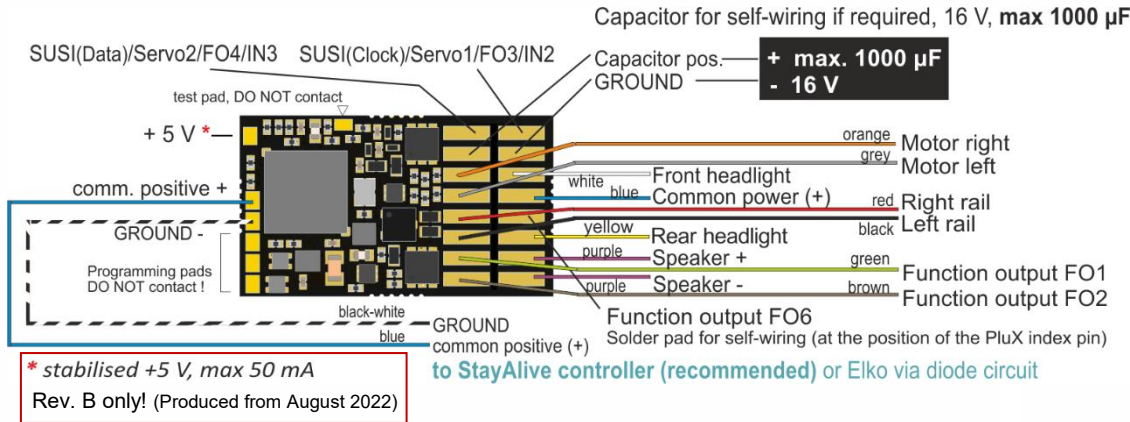 Capacitor for self-wiring if required, 16 V, max 1000 µF
SUSI(Data)/Servo2/FO4/IN3
SUSI(Clock)/Servo1/FO3/IN2
Capacitor pos.
GROUND
+ max. 1000 µF
- 16 V
test pad, DO NOT contact
+ 5 V *
comm. positive +
GROUND -
Programming pads
DO NOT contact !
orange
Motor right
grey
Motor left
white
Front headlight
blue
Common power (+)
red
Right rail
black
Left rail
yellow
Rear headlight
purple
Speaker +
green
Function output FO1
purple
Speaker -
brown
Function output FO2
Function output FO6
Solder pad for self-wiring (at the position of the PluX index pin)
black-white
GROUND
blue
common positive (+)
to StayAlive controller (recommended) or Elko via diode circuit
* stabilised +5 V, max 50 mA
Rev. B only! (Produced from August 2022)